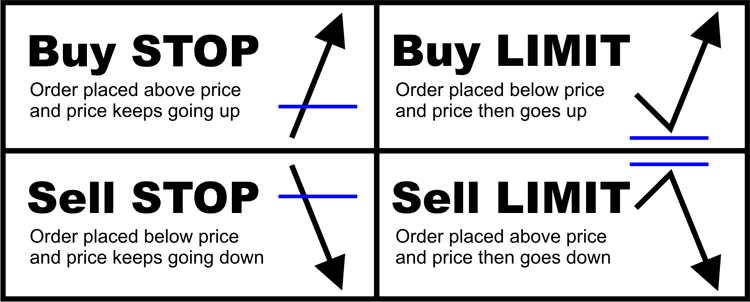 Buy STOP
Order placed above price
and price keeps going up
Buy LIMIT
Order placed below price
and price then goes up
Sell STOP
Order placed below price
and price keeps going down
Sell LIMIT
Order placed above price
and price then goes down